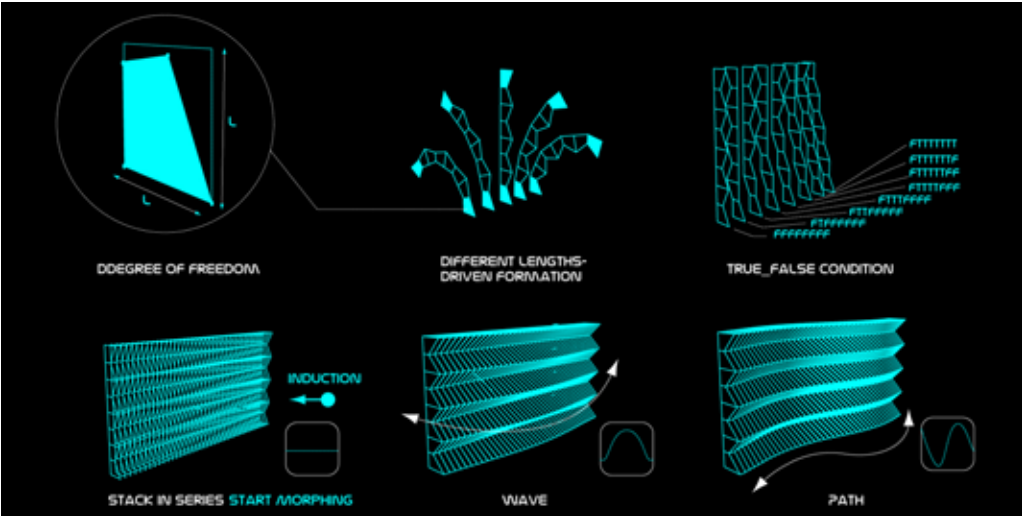 L
L
DDEGREE OF FREEDOM
DIFFERENT LENGTHS-
DRIVEN FORMATION
FTTTTTTT
FTTTTTTF
FTTTTTFF
FTTTTFFF
FTTTFFFF
FTTFFFFF
FTFFFFFF
FFFFFFFF
TRUE_FALSE CONDITION
INDUCTION
STACK IN SERIES START MORPHING
WAVE
PATH